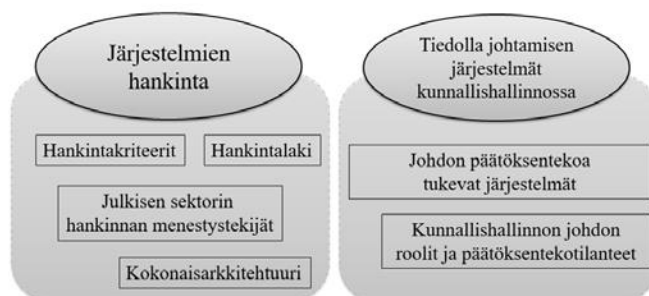 Järjestelmien
hankinta
Hankintakriteerit
Hankintalaki
Julkisen sektorin
hankinnan menestystekijät
Kokonaisarkkitehtuuri
Tiedolla johtamisen
järjestelmät
kunnallishallinnossa
Johdon päätöksentekoa
tukevat järjestelmät
Kunnallishallinnon johdon
roolit ja päätöksentekotilanteet